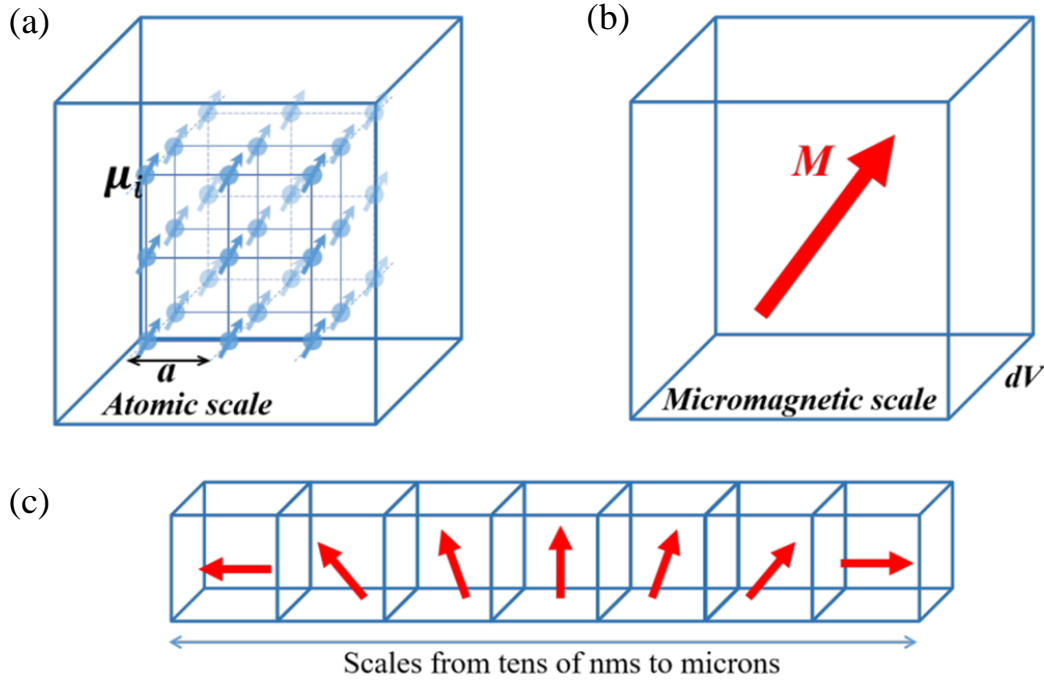 (a)
μi
a
Atomic scale
(b)
M
dV
Micromagnetic scale
(c)
Scales from tens of nms to microns